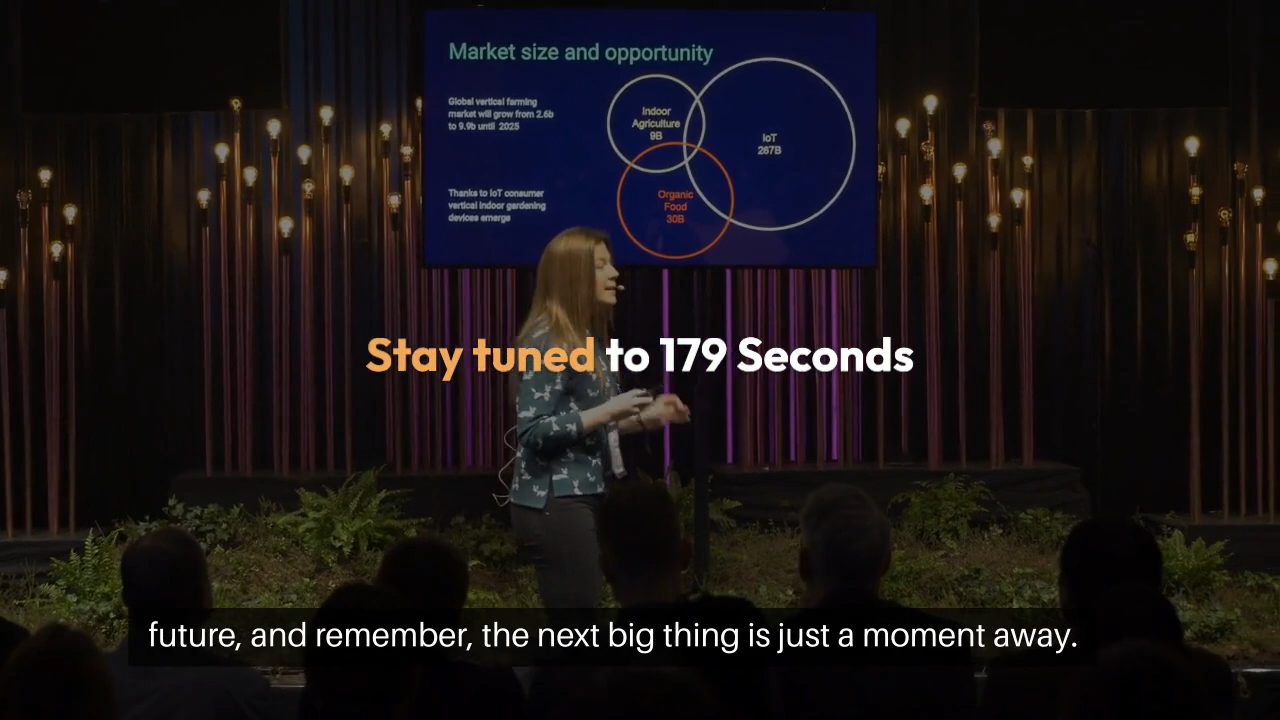 Market size and opportunity
Global vertical farming
market will grow from 2.6b
to 9.9b until 2025
Thanks to IoT consumer
vertical indoor gardening
devices emerge
Indoor
Agriculture
9B
IoT
267B
Organic
Food
30B
Stay tuned to 179 Seconds
future, and remember, the next big thing is just a moment away.